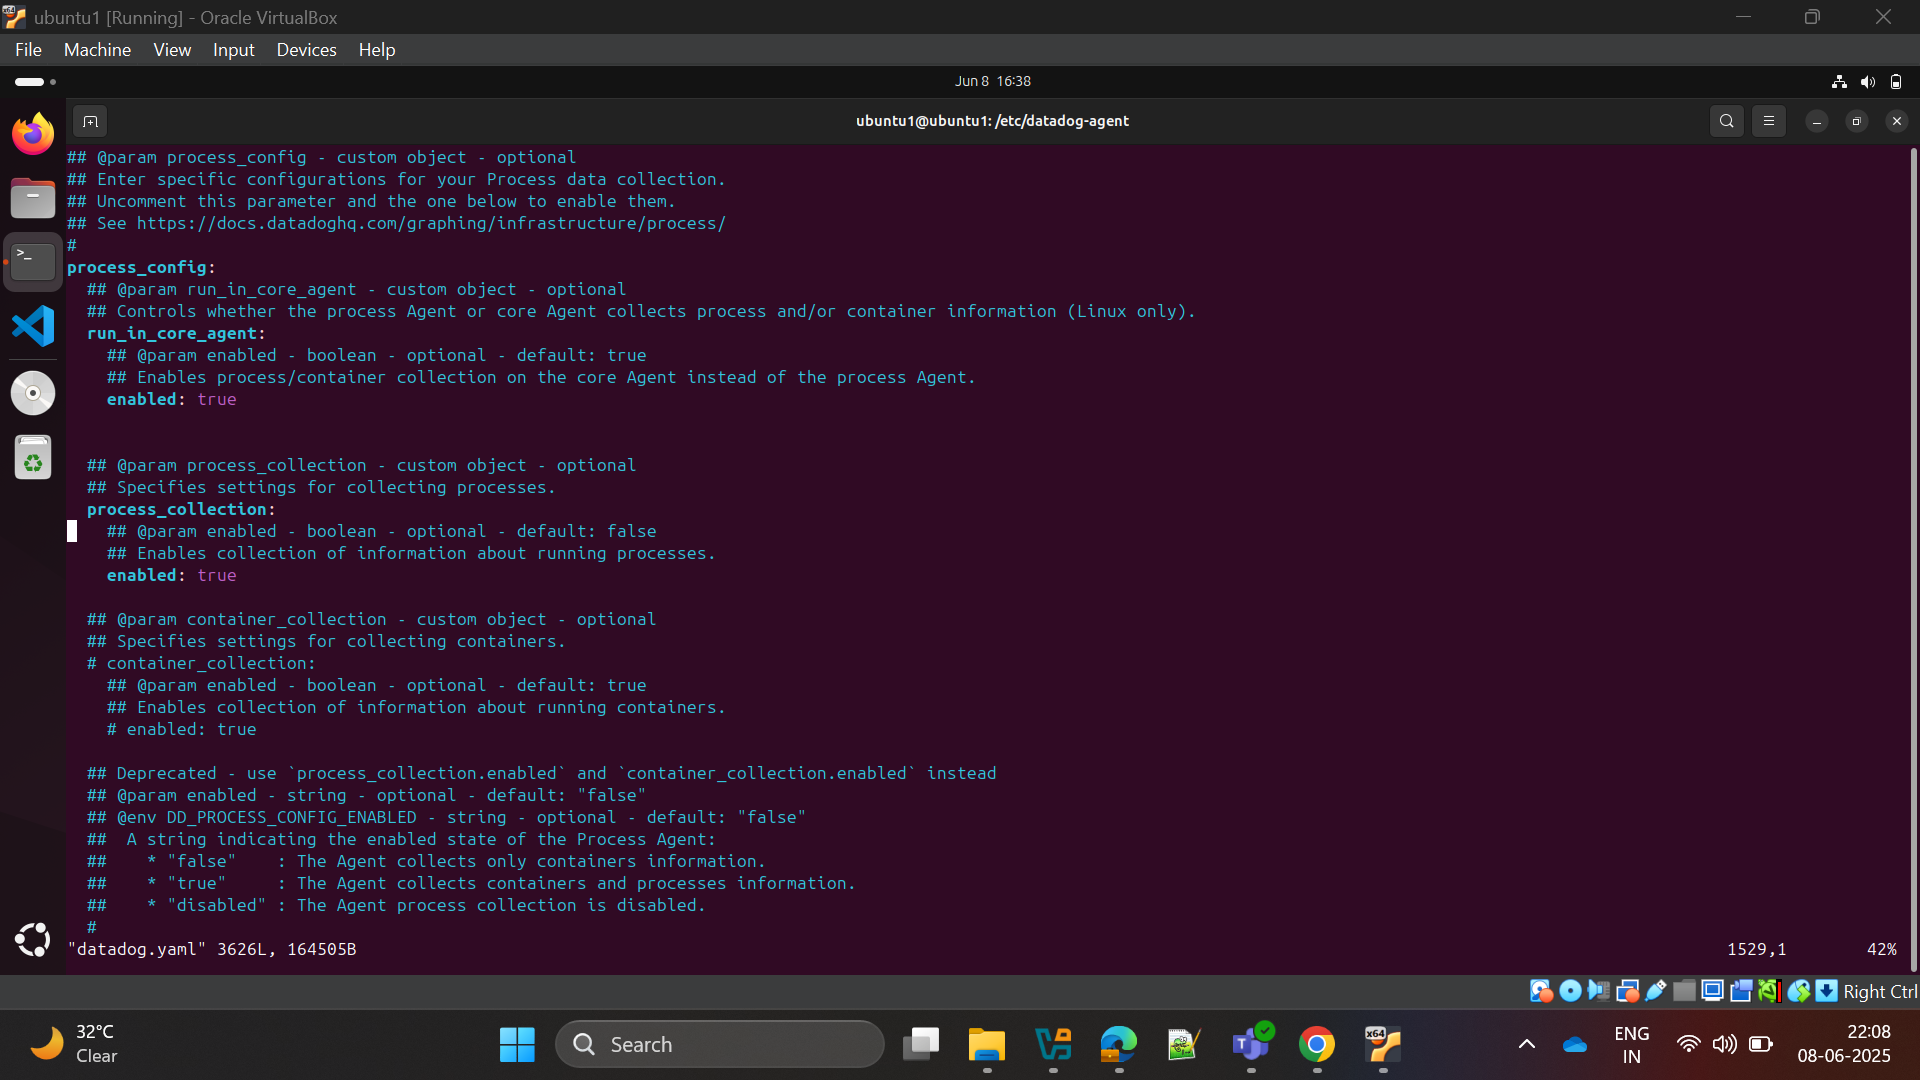 ubuntu1 [Running] - Oracle VirtualBox
File Machine View Input Devices Help
Jun 8 16:38
ubuntu1@ubuntu1: /etc/datadog-agent
## @param process_config - custom object - optional
## Enter specific configurations for your Process data collection.
## Uncomment this parameter and the one below to enable them.
## See https://docs.datadoghq.com/graphing/infrastructure/process/
#
process_config:
  ## @param run_in_core_agent - custom object - optional
  ## Controls whether the process Agent or core Agent collects process and/or container information (Linux only).
  run_in_core_agent:
    ## @param enabled - boolean - optional - default: true
    ## Enables process/container collection on the core Agent instead of the process Agent.
    enabled: true
  ## @param process_collection - custom object - optional
  ## Specifies settings for collecting processes.
  process_collection:
    ## @param enabled - boolean - optional - default: false
    ## Enables collection of information about running processes.
    enabled: true
  ## @param container_collection - custom object - optional
  ## Specifies settings for collecting containers.
  # container_collection:
    ## @param enabled - boolean - optional - default: true
    ## Enables collection of information about running containers.
    # enabled: true
  ## Deprecated - use `process_collection.enabled` and `container_collection.enabled` instead
  ## @param enabled - string - optional - default: "false"
  ## @env DD_PROCESS_CONFIG_ENABLED - string - optional - default: "false"
  ##  A string indicating the enabled state of the Process Agent:
  ##    * "false"    : The Agent collects only containers information.
  ##    * "true"     : The Agent collects containers and processes information.
  ##    * "disabled" : The Agent process collection is disabled.
  #
"datadog.yaml" 3626L, 164505B 1529,1 42%
Right Ctrl
32°C
Clear
Search
x64
ENG
IN
22:08
08-06-2025